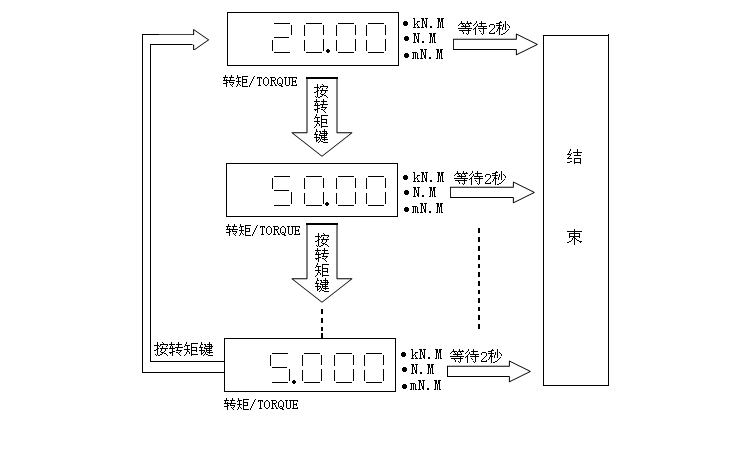 20.00
• kN.M
• N.M
• mN.M
等待2秒
转矩/TORQUE
按转矩键
50.00
• kN.M
• N.M
• mN.M
等待2秒
转矩/TORQUE
按转矩键
结束
按转矩键
5.000
• kN.M
• N.M
• mN.M
等待2秒
转矩/TORQUE